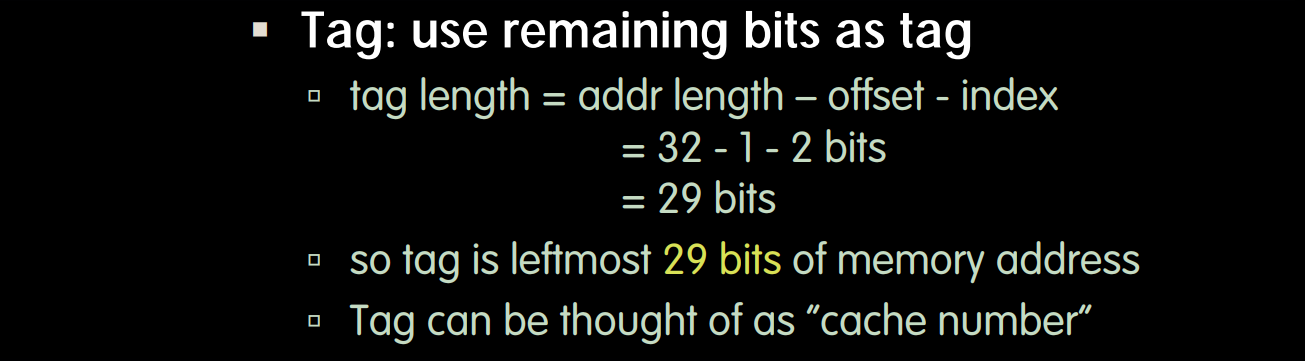 Tag: use remaining bits as tag
tag length = addr length – offset - index
= 32 - 1 - 2 bits
= 29 bits
so tag is leftmost 29 bits of memory address
Tag can be thought of as “cache number“